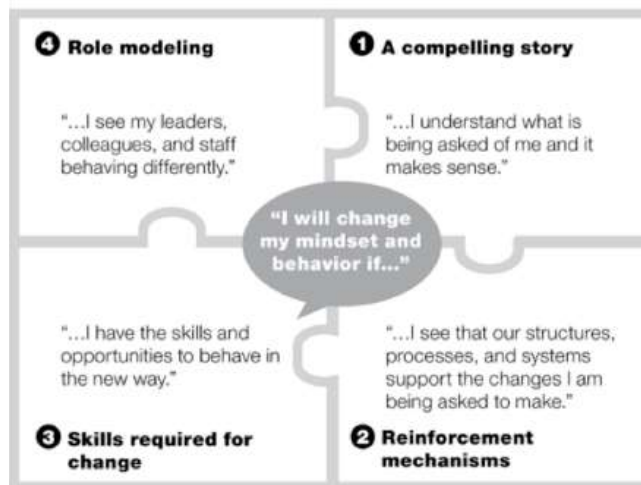 4 Role modeling
"...I see my leaders,
colleagues, and staff
behaving differently."
1 A compelling story
"...I understand what is
being asked of me and it
makes sense."
"I will change
my mindset and
behavior if..."
"...I have the skills and
opportunities to behave in
the new way."
3 Skills required for
change
"...I see that our structures,
processes, and systems
support the changes I am
being asked to make."
2 Reinforcement
mechanisms